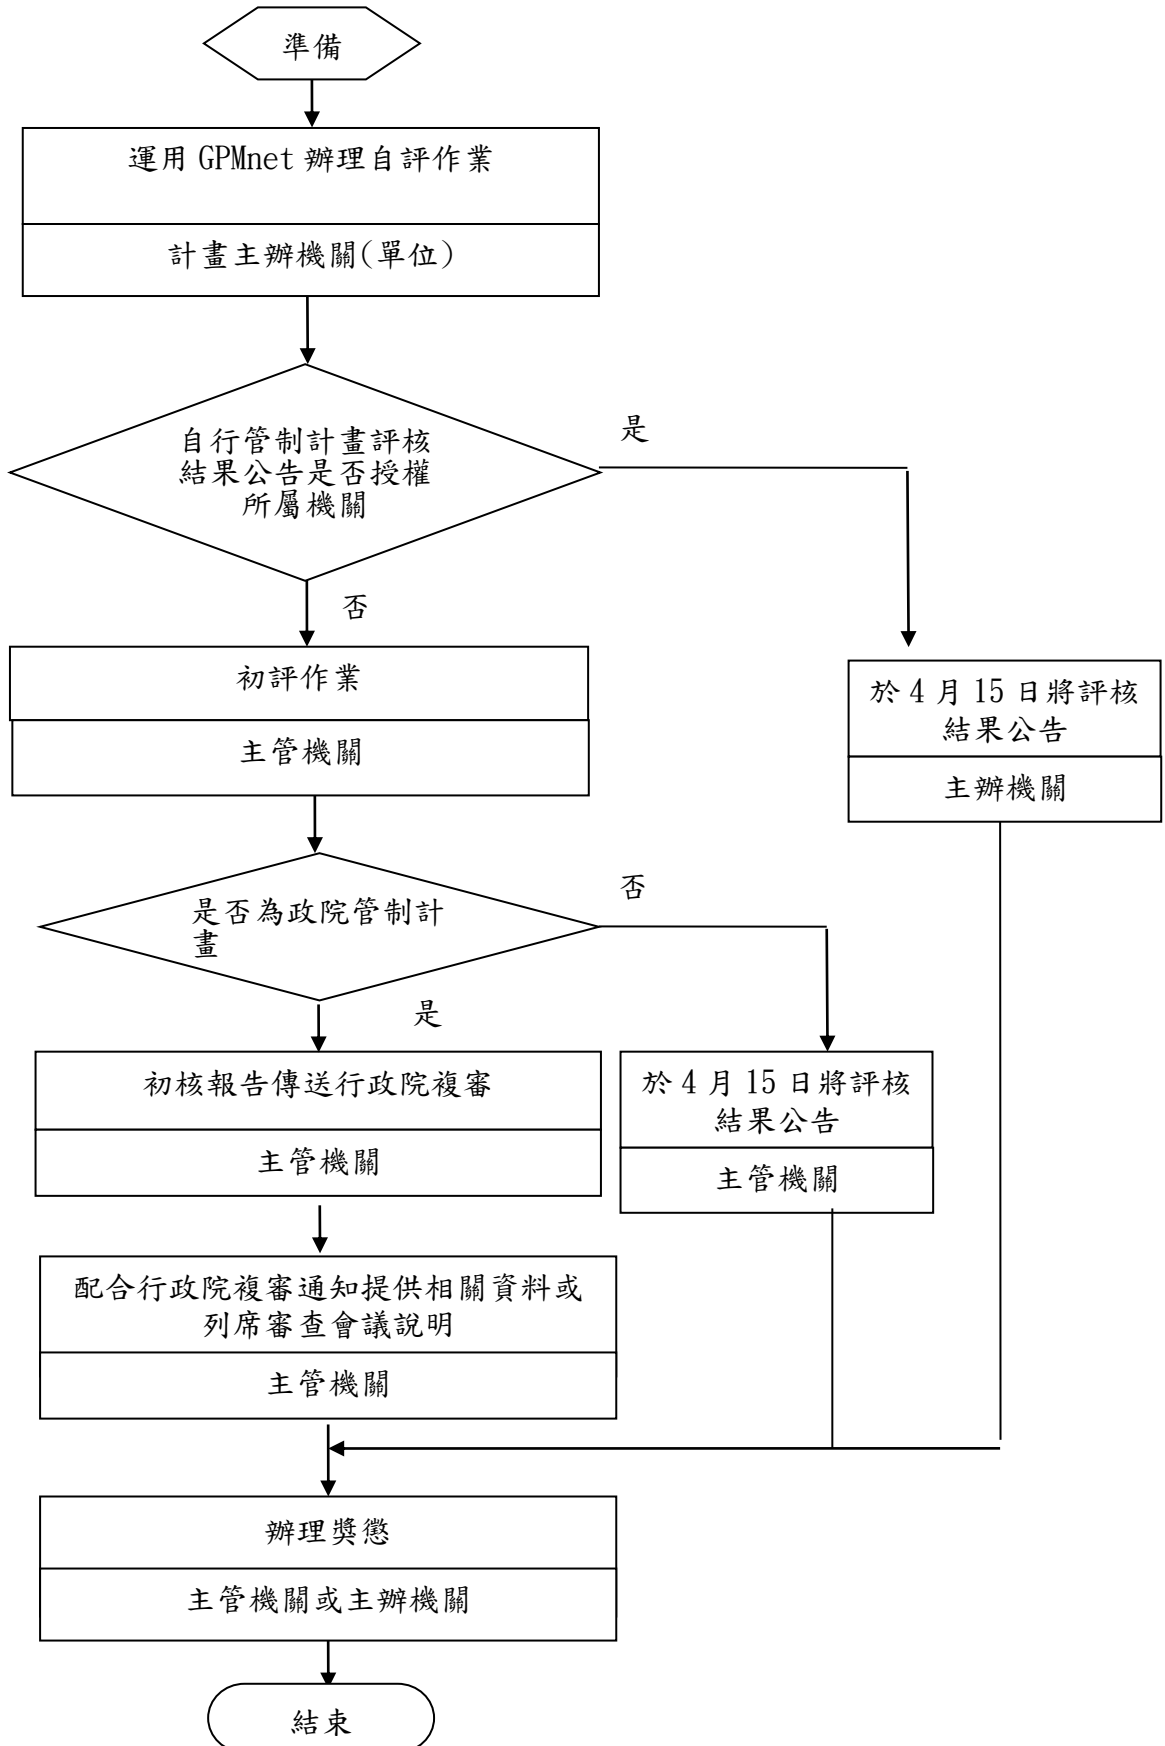 準備
運用 GPMnet 辦理自評作業
計畫主辦機關(單位)
自行管制計畫評核
結果公告是否授權
所屬機關
是
否
初評作業
主管機關
於 4 月 15 日將評核
結果公告
主辦機關
是否為政院管制計
畫
否
是
初核報告傳送行政院複審
主管機關
於 4 月 15 日將評核
結果公告
主管機關
配合行政院複審通知提供相關資料或
列席審查會議說明
主管機關
辦理獎懲
主管機關或主辦機關
結束